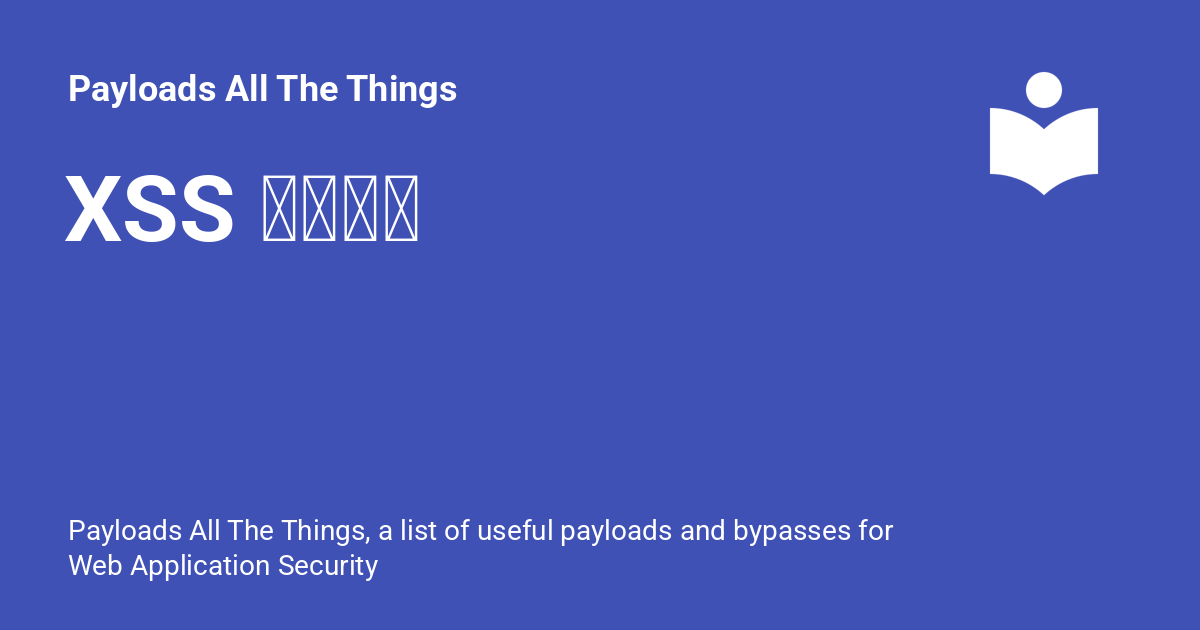 Payloads All The Things
XSS
Payloads All The Things, a list of useful payloads and bypasses for
Web Application Security